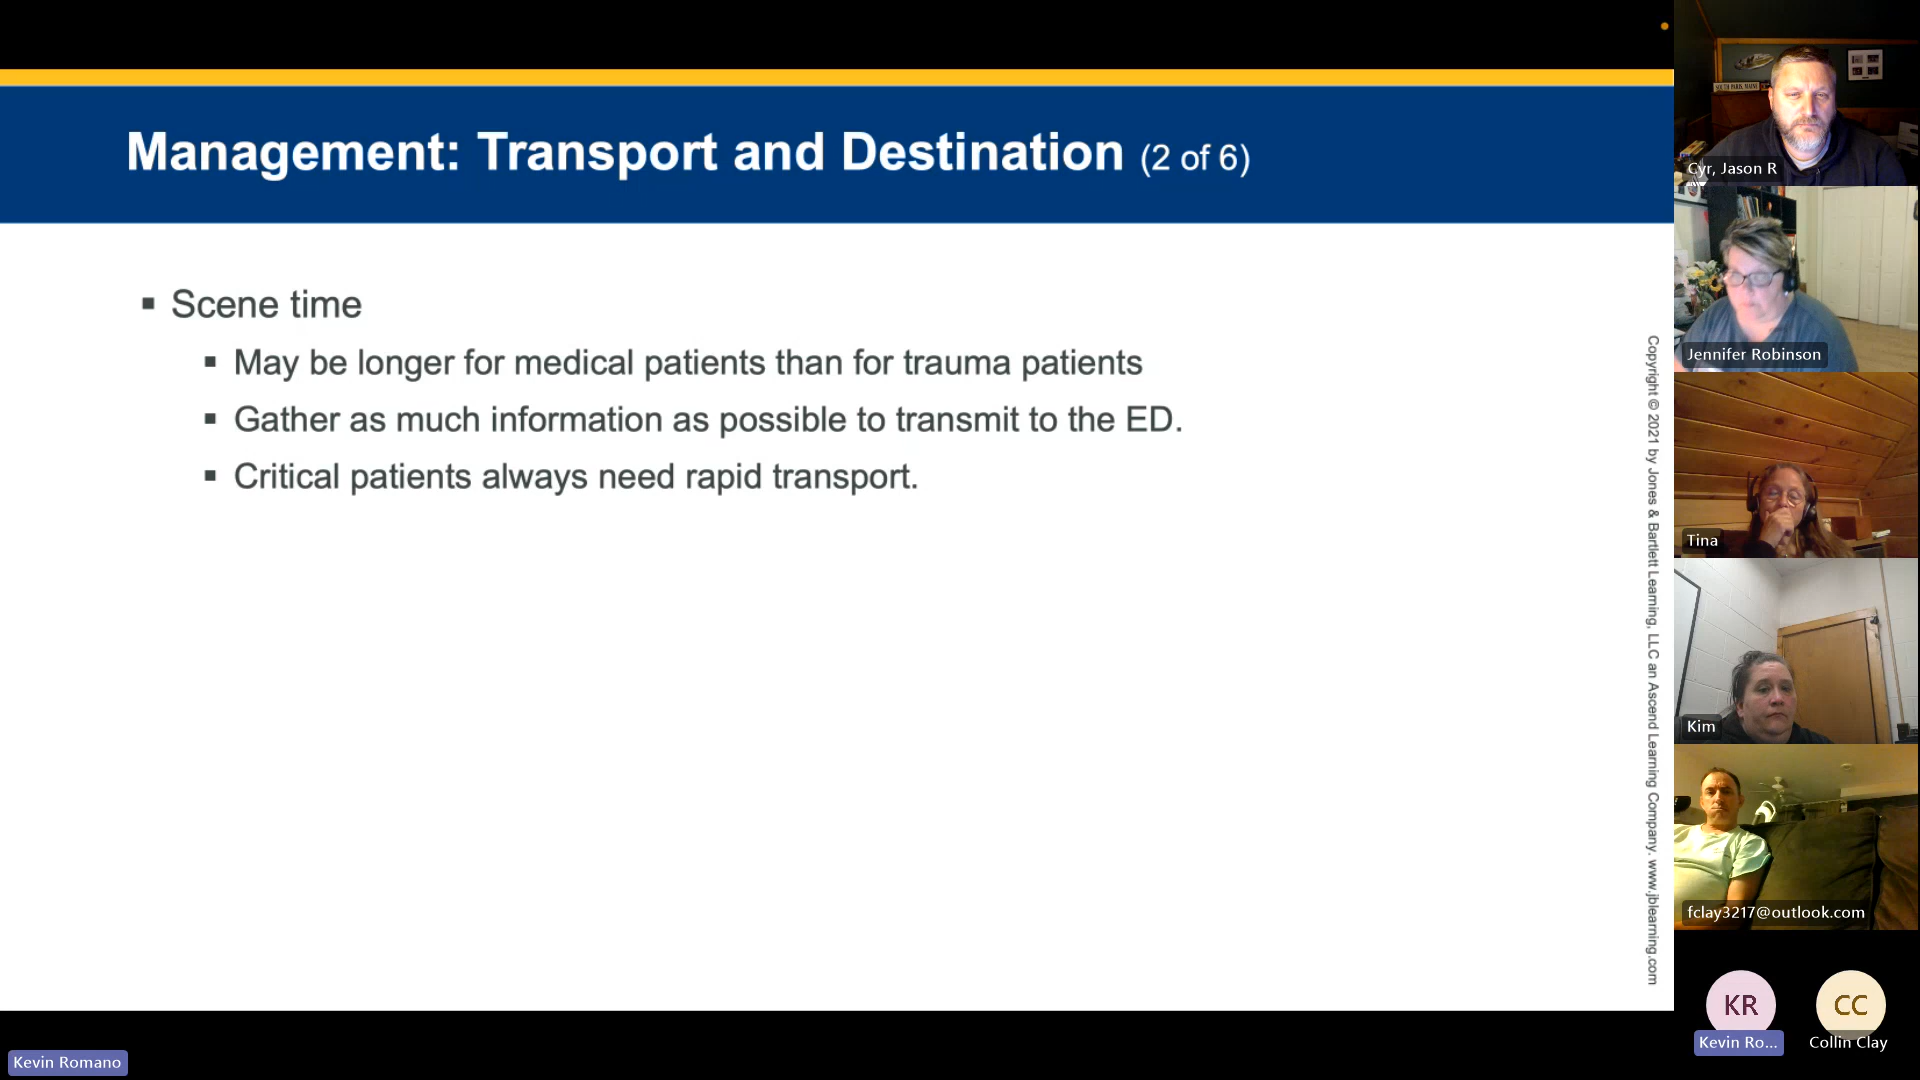 Management: Transport and Destination (2 of 6)
▪ Scene time
▪ May be longer for medical patients than for trauma patients
▪ Gather as much information as possible to transmit to the ED.
▪ Critical patients always need rapid transport.
Copyright © 2021 by Jones & Bartlett Learning, LLC an Ascend Learning Company. www.jblearning.com
SOUTH PARIS, MAINE
Cyr, Jason R
Jennifer Robinson
Tina
Kim
fclay3217@outlook.com
KR
CC
Kevin Ro...
Collin Clay
Kevin Romano